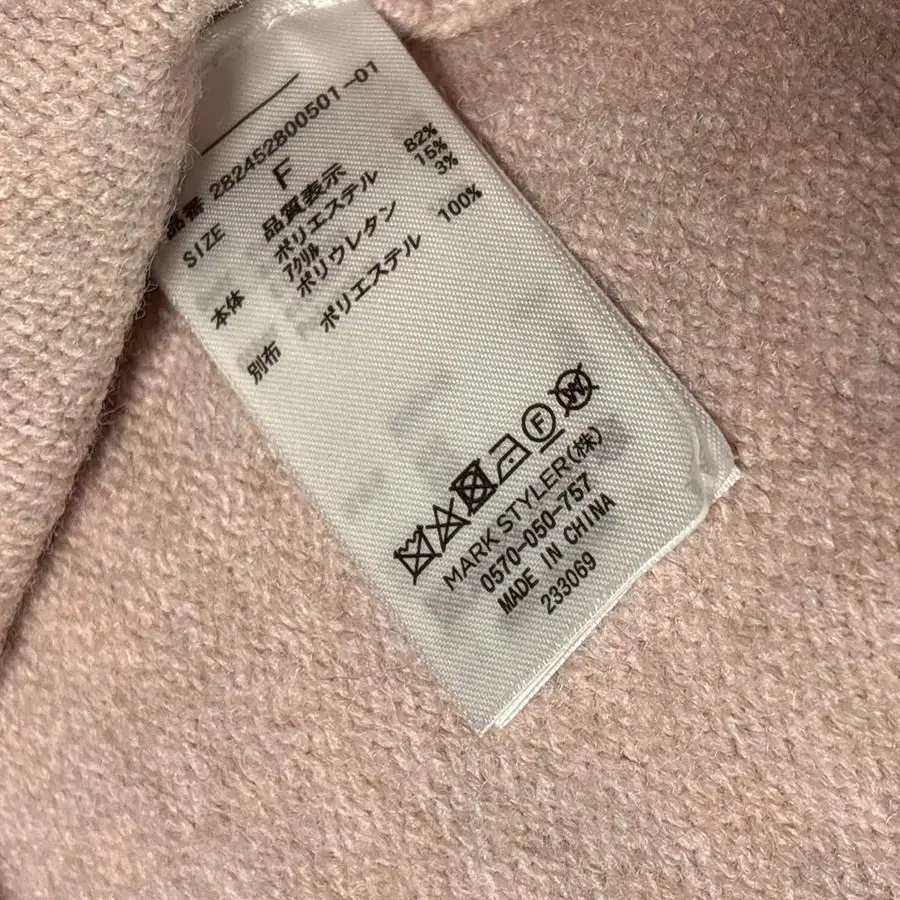 品番 282452800501-01
SIZE F
品質表示
本体 ポリエステル 82%
アクリル 15%
ポリウレタン 3%
別布 ポリエステル 100%
F
MARK STYLER(株)
0570-050-757
MADE IN CHINA
233069